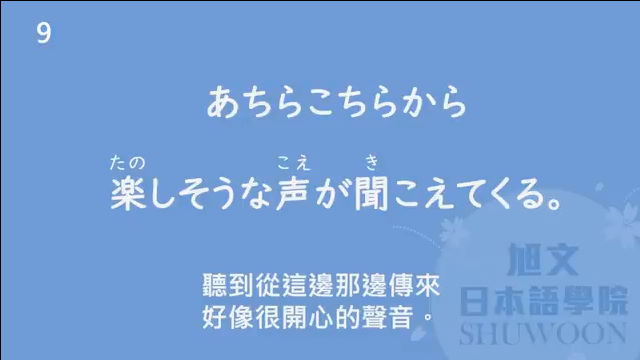 9
あちらこちらから
たの こえ き
楽しそうな声が聞こえてくる。
聽到從這邊那邊傳來
好像很開心的聲音。
旭文
日本語學院
SHUWOON